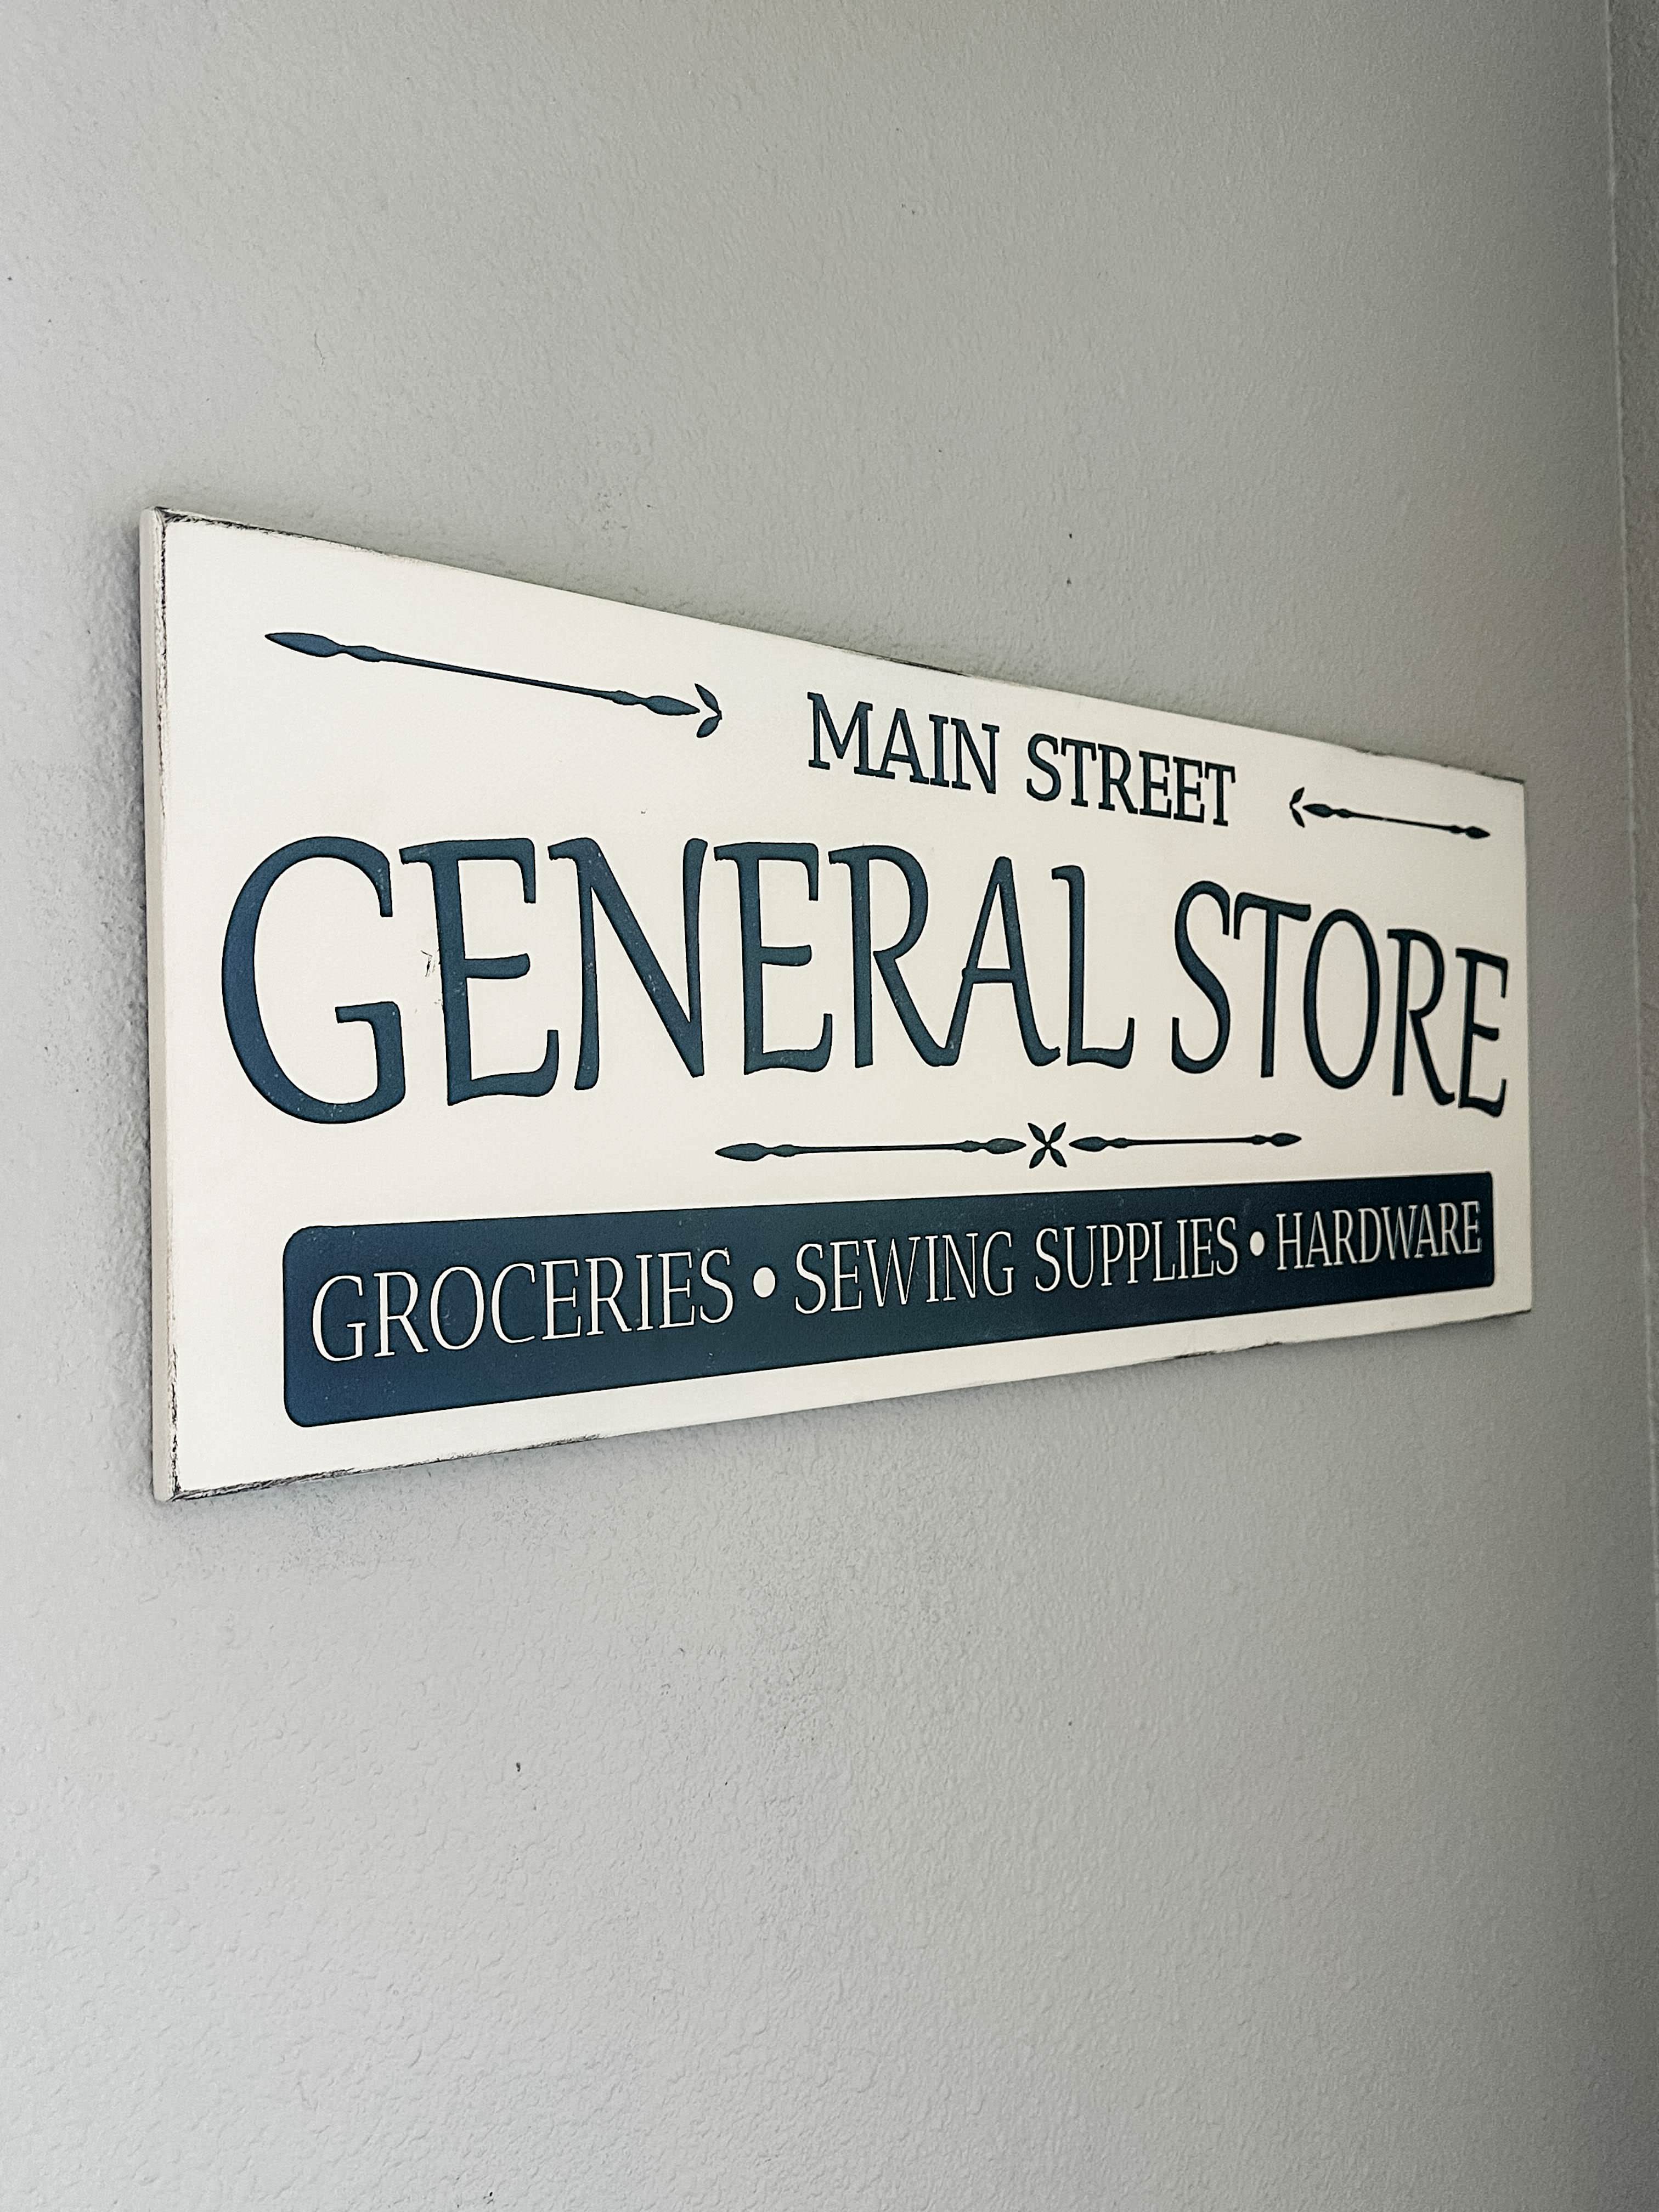 MAIN STREET
GENERAL STORE
GROCERIES • SEWING SUPPLIES • HARDWARE